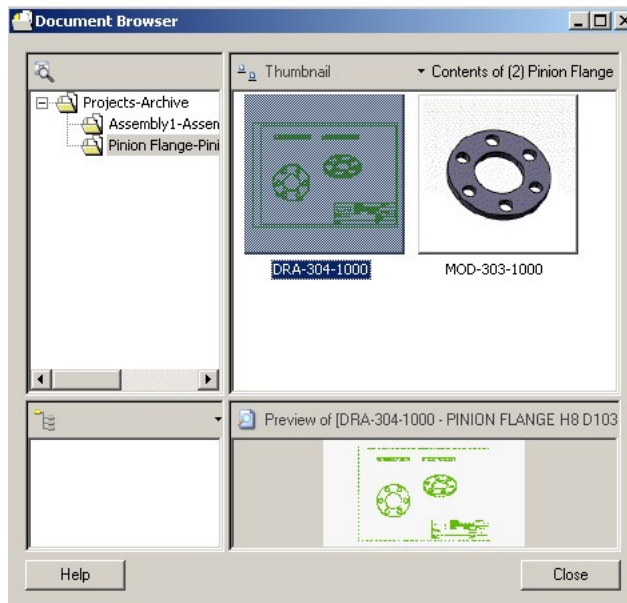 Document Browser
Thumbnail
Contents of (2) Pinion Flange
Projects-Archive
Assembly1-Assen
Pinion Flange-Pini
DRA-304-1000
MOD-303-1000
Preview of [DRA-304-1000 - PINION FLANGE H8 D103
Help
Close